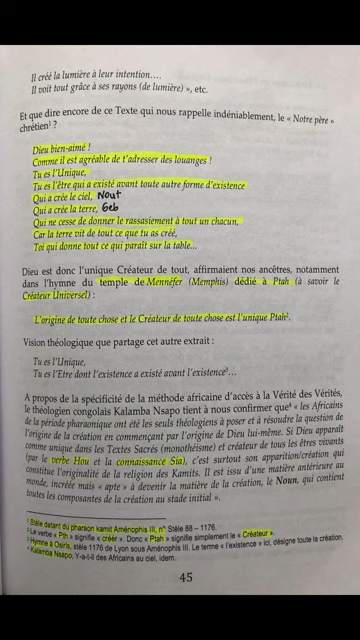 Il créé la lumière à leur intention….
Il voit tout grâce à ses rayons (de lumière) », etc.
Et que dire encore de ce Texte qui nous rappelle indéniablement, le « Notre père »
chrétien¹ ?
Dieu bien-aimé !
Comme il est agréable de t'adresser des louanges !
Tu es l'Unique,
Tu es l'être qui a existé avant toute autre forme d'existence
Qui a crée le ciel, Nout
Qui a crée la terre, Geb
Qui ne cesse de donner le rassasiement à tout un chacun,
Car la terre vit de tout ce que tu as créé,
Toi qui donne tout ce qui paraît sur la table...
Dieu est donc l'unique Créateur de tout, affirmaient nos ancêtres, notamment
dans l'hymne du temple de Mennéfer (Memphis) dédié à Ptah (à savoir le
Créateur Universel) :
L'origine de toute chose et le Créateur de toute chose est l'unique Ptah².
Vision théologique que partage cet autre extrait :
Tu es l'Unique,
Tu es l'Etre dont l'existence a existé avant l'existence³…
A propos de la spécificité de la méthode africaine d'accès à la Vérité des Vérités,
le théologien congolais Kalamba Nsapo tient à nous confirmer que⁴ « les Africains
de la période pharaonique ont été les seuls théologiens à poser et à résoudre la question de
l'origine de la création en commençant par l'origine de Dieu lui-même. Si Dieu apparaît
comme unique dans les Textes Sacrés (monothéisme) et créateur de tous les êtres vivants
(par le verbe Hou et la connaissance Sia), c'est surtout son apparition/création qui
constitue l'originalité de la religion des Kamits. Il est issu d'une matière antérieure au
monde, incréée mais « apte » à devenir la matière de la création, le Noun, qui contient
toutes les composantes de la création au stade initial ».
¹ Stèle datant du pharaon kamit Aménophis III, n° Stèle 88 – 1176.
² Le verbe « Pth » signifie « créér ». Donc « Ptah » signifie simplement le « Créateur ».
³ Hymne à Osiris, stèle 1176 de Lyon sous Aménophis III. Le terme « l'existence » ici, désigne toute la création.
⁴ Kalamba Nsapo, Y-a-t-il des Africains au ciel, idem.
45